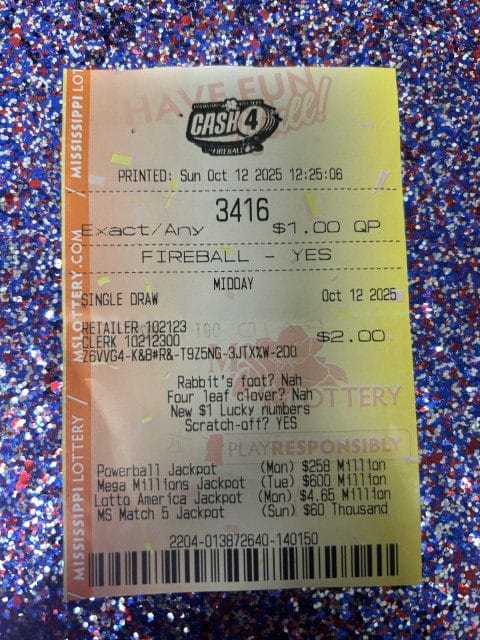 HAVE FUN
Y'all!
MISSISSIPPI LOTTERY
CASH 4
FIREBALL
PRINTED: Sun Oct 12 2025 12:25:06
3416
Exact/Any $1.00 QP
FIREBALL - YES
MIDDAY
SINGLE DRAW Oct 12 2025
RETAILER 102123
CLERK 10212300 $2.00
Z6VVG4-K&B#R&-T9Z5NG-3JTX%W-2D0
Rabbit's foot? Nah
Four leaf clover? Nah
New $1 Lucky numbers
Scratch-off? YES
LOTTERY
PLAYRESPONSIBLY
Powerball Jackpot (Mon) $258 Million
Mega Millions Jackpot (Tue) $600 Million
Lotto America Jackpot (Mon) $4.65 Million
MS Match 5 Jackpot (Sun) $60 Thousand
2204-013872640-140150
MISSISSIPPI LOTTERY / MSLOTTERY.COM / MISSISSIPPI LOT